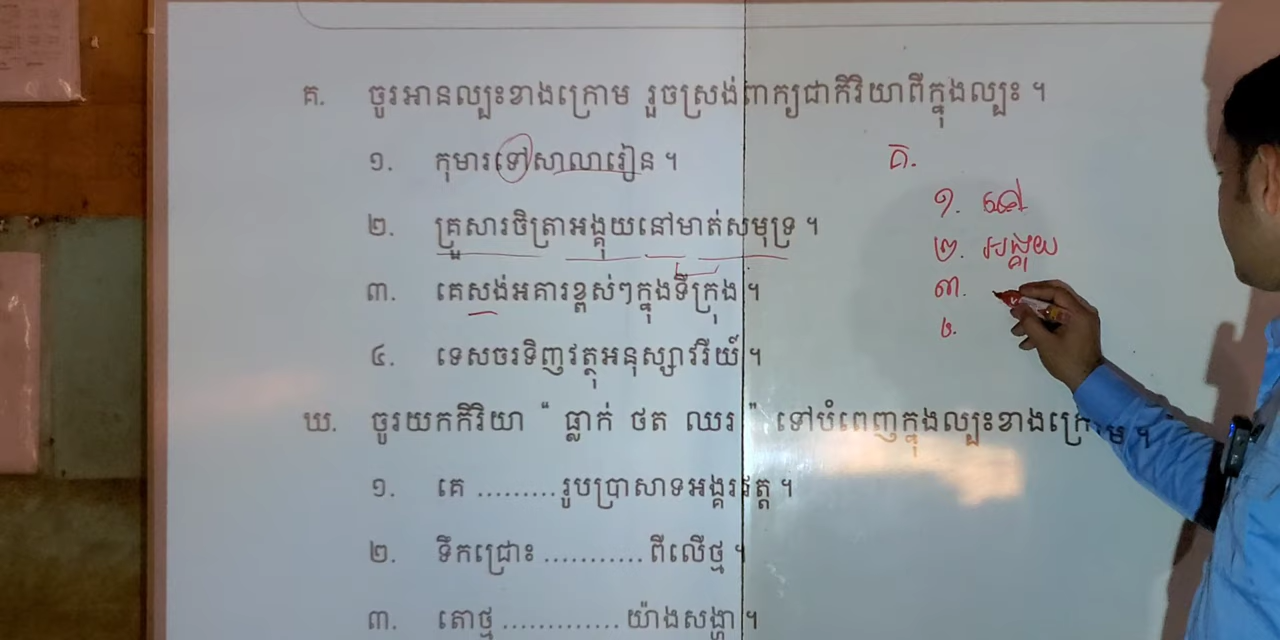 គ. ចូរអានល្បះខាងក្រោម រួចស្រង់ពាក្យជាកិរិយាពីក្នុងល្បះ ។
១. កុមារទៅសាលារៀន ។
២. គ្រួសារចិត្រាអង្គុយនៅមាត់សមុទ្រ ។
៣. គេសង់អគារខ្ពស់ៗក្នុងទីក្រុង ។
៤. ទេសចរទិញវត្ថុអនុស្សាវរីយ៍ ។
ឃ. ចូរយកកិរិយា " ធ្លាក់ ថត ឈរ " ទៅបំពេញក្នុងល្បះខាងក្រោម ។
១. គេ ......... រូបប្រាសាទអង្គរវត្ត ។
២. ទឹកជ្រោះ ........... ពីលើថ្ម ។
៣. តោថ្ម ............. យ៉ាងសង្ហា ។
គ.
១. ទៅ
២. អង្គុយ
៣.
៤.